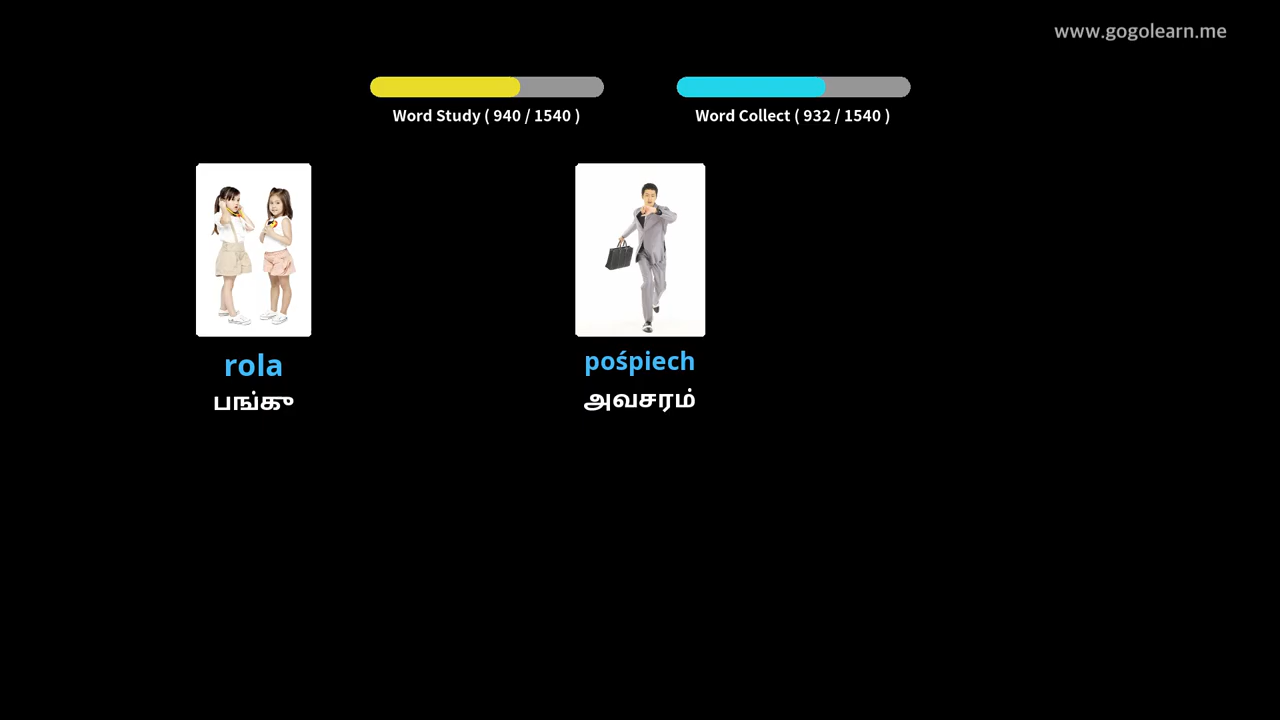 www.gogolearn.me
Word Study ( 940 / 1540 )
Word Collect ( 932 / 1540 )
rola
பங்கு
pośpiech
அவசரம்